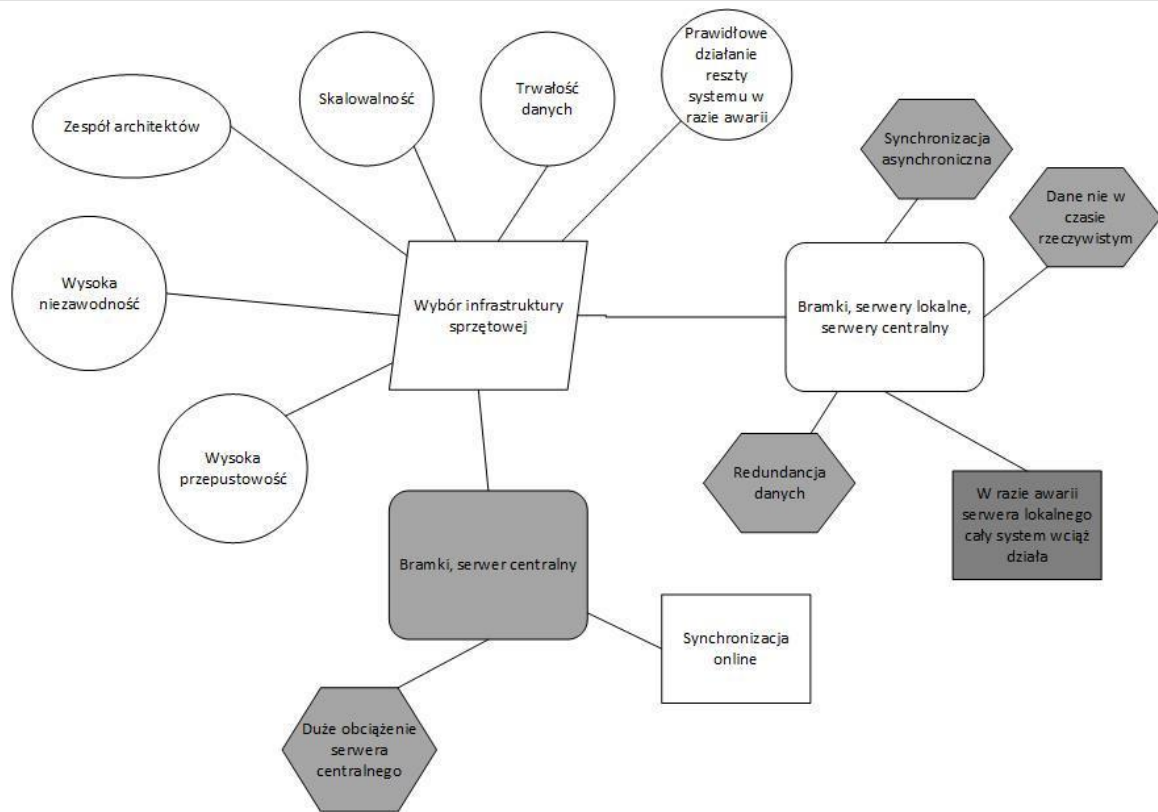 Prawidłowe
działanie
reszty
systemu w
razie awarii
Skalowalność
Trwałość
danych
Zespół architektów
Synchronizacja
asynchroniczna
Dane nie w
czasie
rzeczywistym
Wysoka
niezawodność
Wybór infrastruktury
sprzętowej
Bramki, serwery lokalne,
serwery centralny
Wysoka
przepustowość
Redundancja
danych
W razie awarii
serwera lokalnego
cały system wciąż
działa
Bramki, serwer centralny
Synchronizacja
online
Duże obciążenie
serwera
centralnego